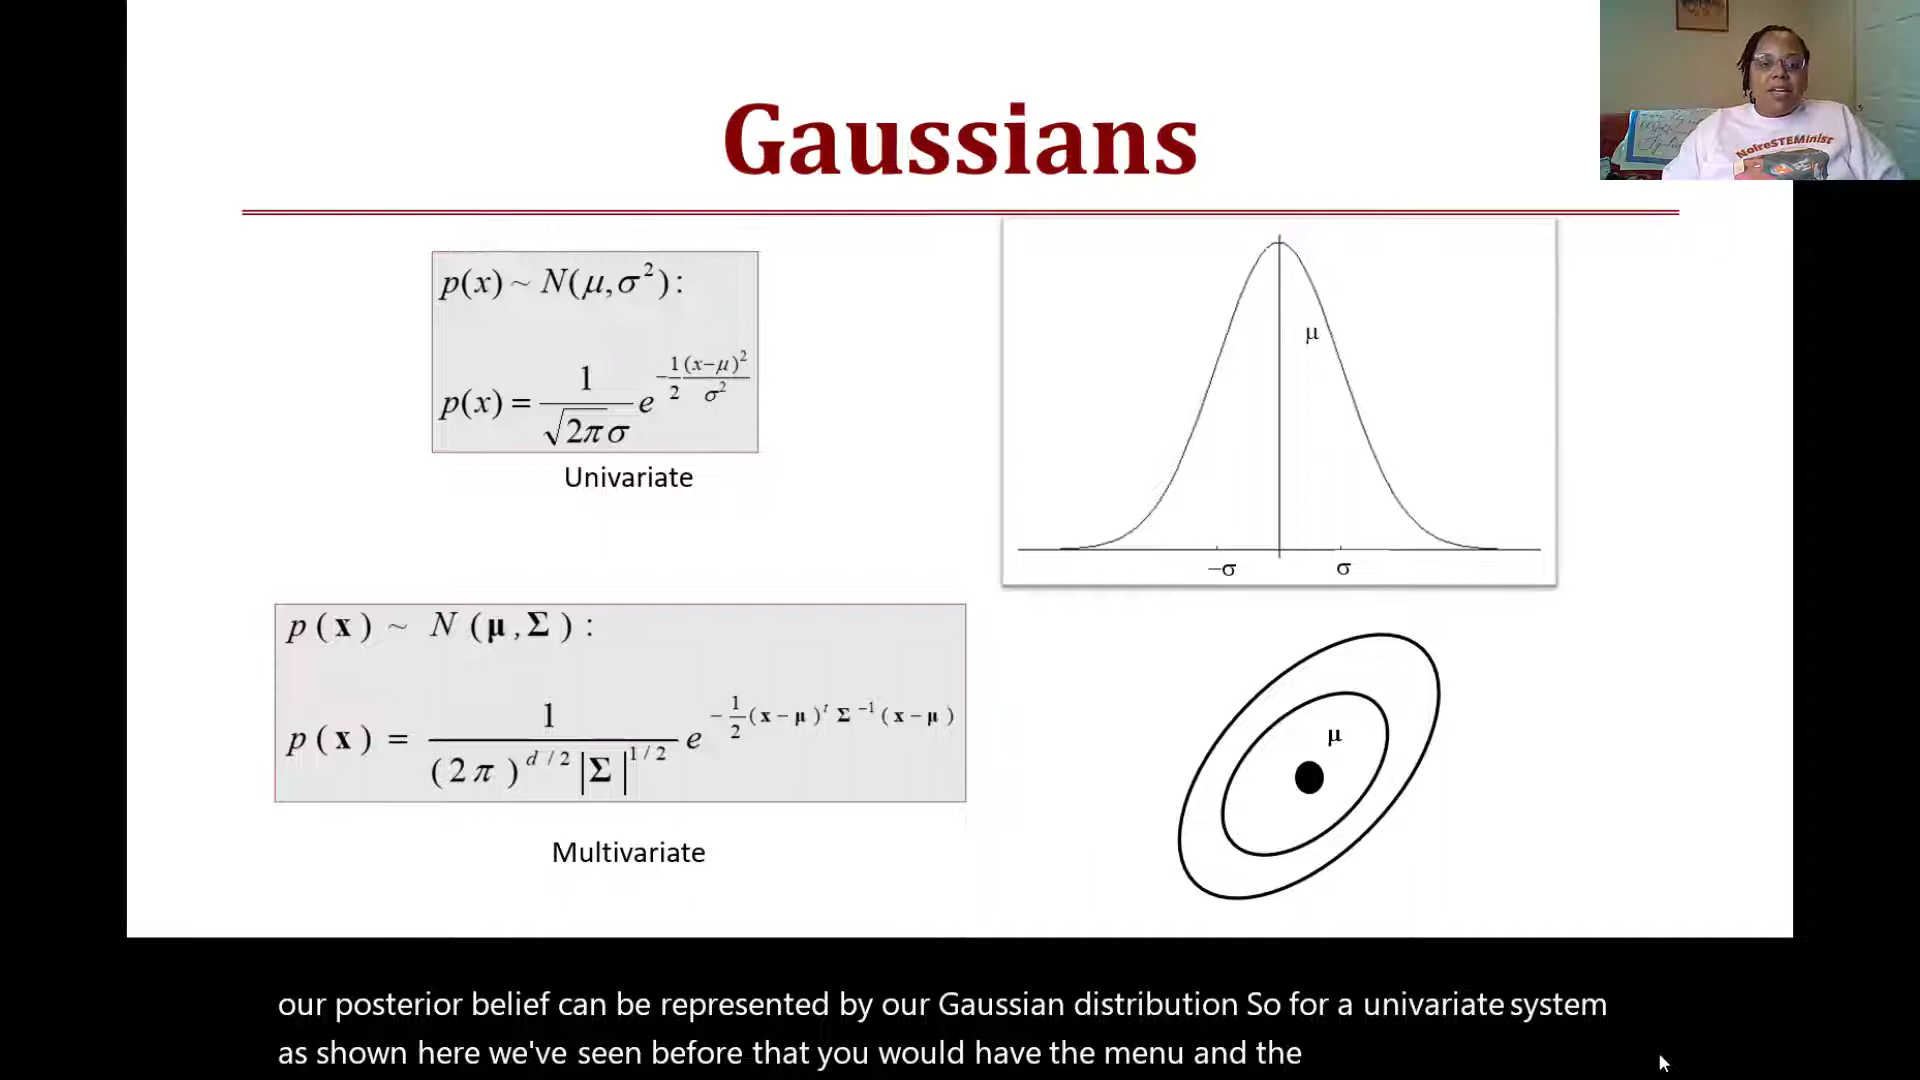 Gaussians
NoireSTEMinist
p(x) ~ N(μ,σ²):
p(x) = 1/(√2π σ) e^(-1/2 (x-μ)²/σ²)
Univariate
μ
-σ σ
p(x) ~ N(μ,Σ):
p(x) = 1/((2π)^(d/2) |Σ|^(1/2)) e^(-1/2 (x-μ)^t Σ^(-1) (x-μ))
Multivariate
μ
our posterior belief can be represented by our Gaussian distribution So for a univariate system
as shown here we've seen before that you would have the menu and the